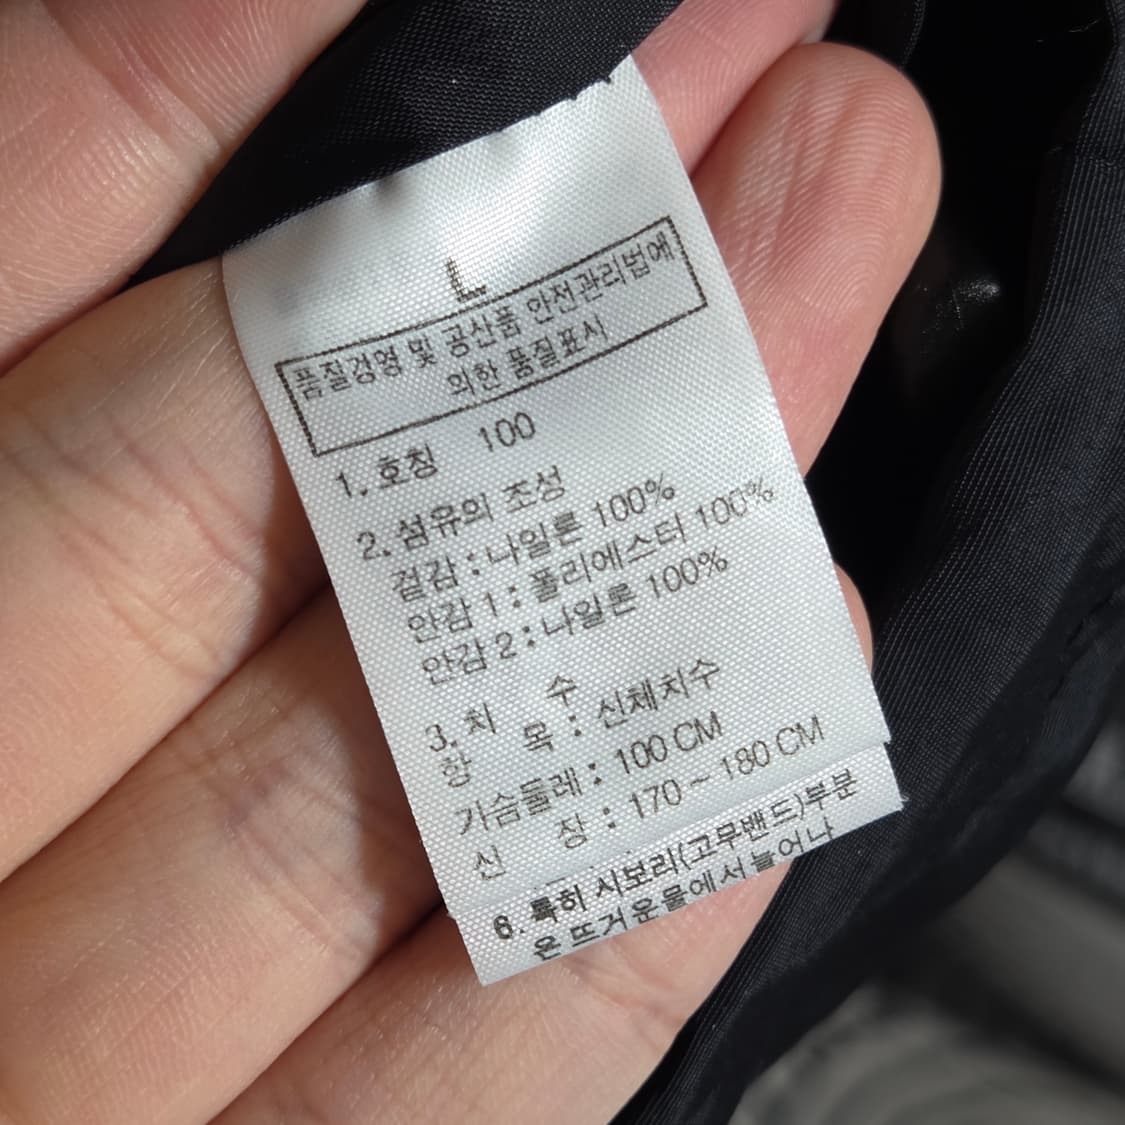 L
품질경영 및 공산품 안전관리법에
의한 품질표시
1. 호칭 100
2. 섬유의 조성
겉감 : 나일론 100%
안감 1 : 폴리에스터 100%
안감 2 : 나일론 100%
3. 치 수
항 목 : 신체치수
가슴둘레 : 100 CM
신 장 : 170 ~ 180 CM
6. 특히 시보리(고무밴드)부분
은 뜨거운물에서 늘어나